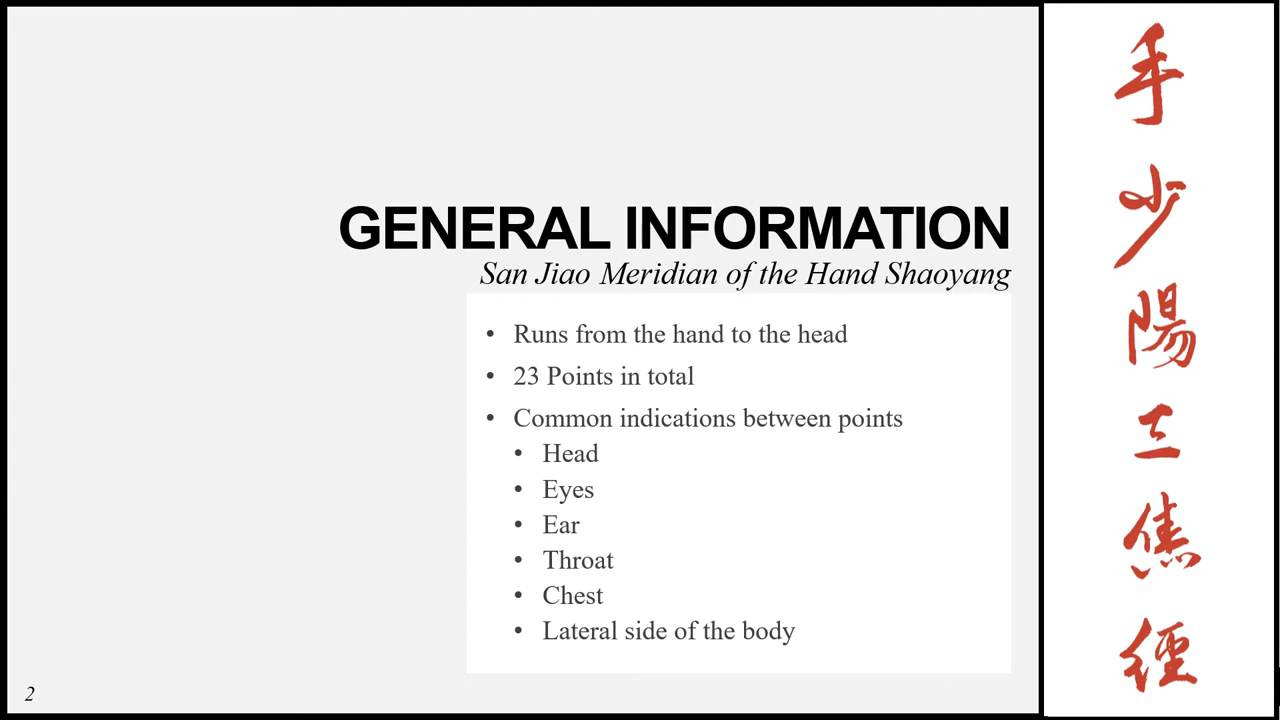 GENERAL INFORMATION
San Jiao Meridian of the Hand Shaoyang
• Runs from the hand to the head
• 23 Points in total
• Common indications between points
• Head
• Eyes
• Ear
• Throat
• Chest
• Lateral side of the body
2
手少陽三焦經